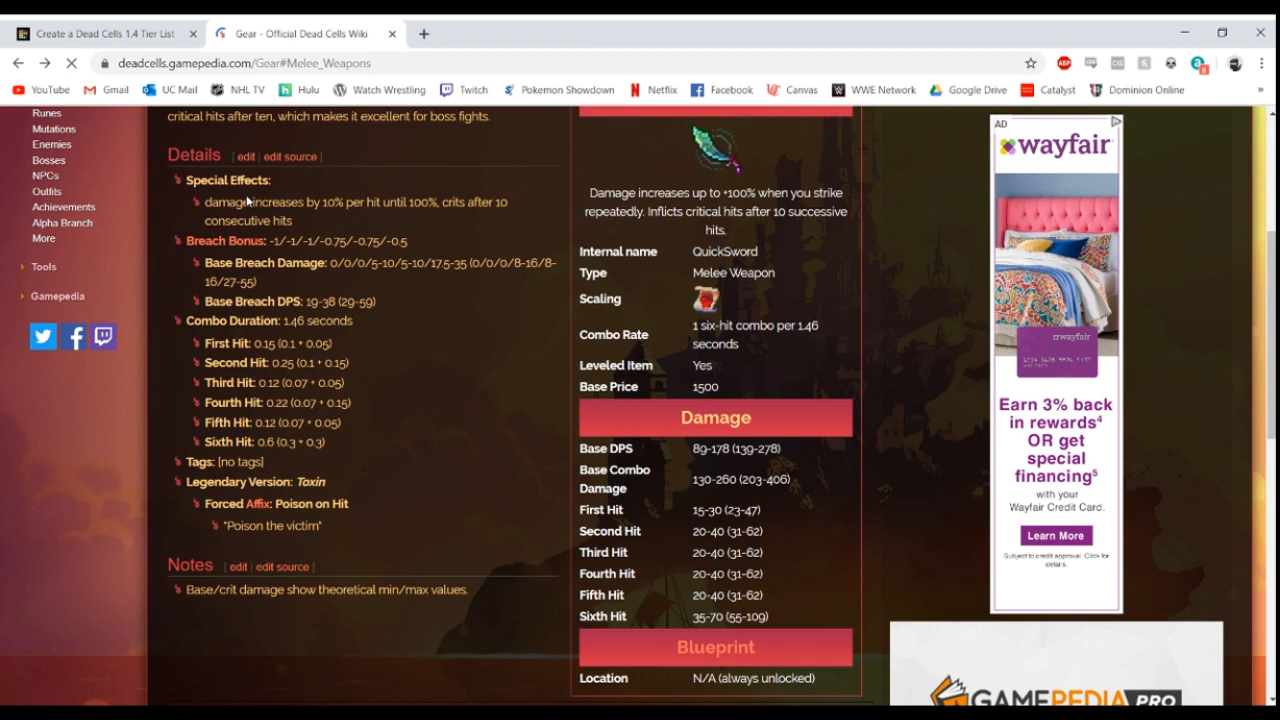 Create a Dead Cells 1.4 Tier List
Gear - Official Dead Cells Wiki
deadcells.gamepedia.com/Gear#Melee_Weapons
ABP
8
YouTube
Gmail
UC Mail
NHL TV
Hulu
Watch Wrestling
Twitch
Pokemon Showdown
Netflix
Facebook
Canvas
WWE Network
Google Drive
Catalyst
Dominion Online
»
Runes
Mutations
Enemies
Bosses
NPCs
Outfits
Achievements
Alpha Branch
More
Tools
Gamepedia
critical hits after ten, which makes it excellent for boss fights.
Details [ edit | edit source ]
Special Effects:
damage increases by 10% per hit until 100%, crits after 10
consecutive hits
Breach Bonus: -1/-1/-1/-0.75/-0.75/-0.5
Base Breach Damage: 0/0/0/5-10/5-10/17.5-35 (0/0/0/8-16/8-
16/27-55)
Base Breach DPS: 19-38 (29-59)
Combo Duration: 1.46 seconds
First Hit: 0.15 (0.1 + 0.05)
Second Hit: 0.25 (0.1 + 0.15)
Third Hit: 0.12 (0.07 + 0.05)
Fourth Hit: 0.22 (0.07 + 0.15)
Fifth Hit: 0.12 (0.07 + 0.05)
Sixth Hit: 0.6 (0.3 + 0.3)
Tags: [no tags]
Legendary Version: Toxin
Forced Affix: Poison on Hit
"Poison the victim"
Notes [ edit | edit source ]
Base/crit damage show theoretical min/max values.
Damage increases up to +100% when you strike
repeatedly. Inflicts critical hits after 10 successive
hits.
Internal name QuickSword
Type Melee Weapon
Scaling
Combo Rate 1 six-hit combo per 1.46
seconds
Leveled Item Yes
Base Price 1500
Damage
Base DPS 89-178 (139-278)
Base Combo
Damage 130-260 (203-406)
First Hit 15-30 (23-47)
Second Hit 20-40 (31-62)
Third Hit 20-40 (31-62)
Fourth Hit 20-40 (31-62)
Fifth Hit 20-40 (31-62)
Sixth Hit 35-70 (55-109)
Blueprint
Location N/A (always unlocked)
AD
wayfair
wayfair
Earn 3% back
in rewards⁴
OR get
special
financing⁵
with your
Wayfair Credit Card.
Learn More
Subject to credit approval. Click for
details.
GAMEPEDIA PRO